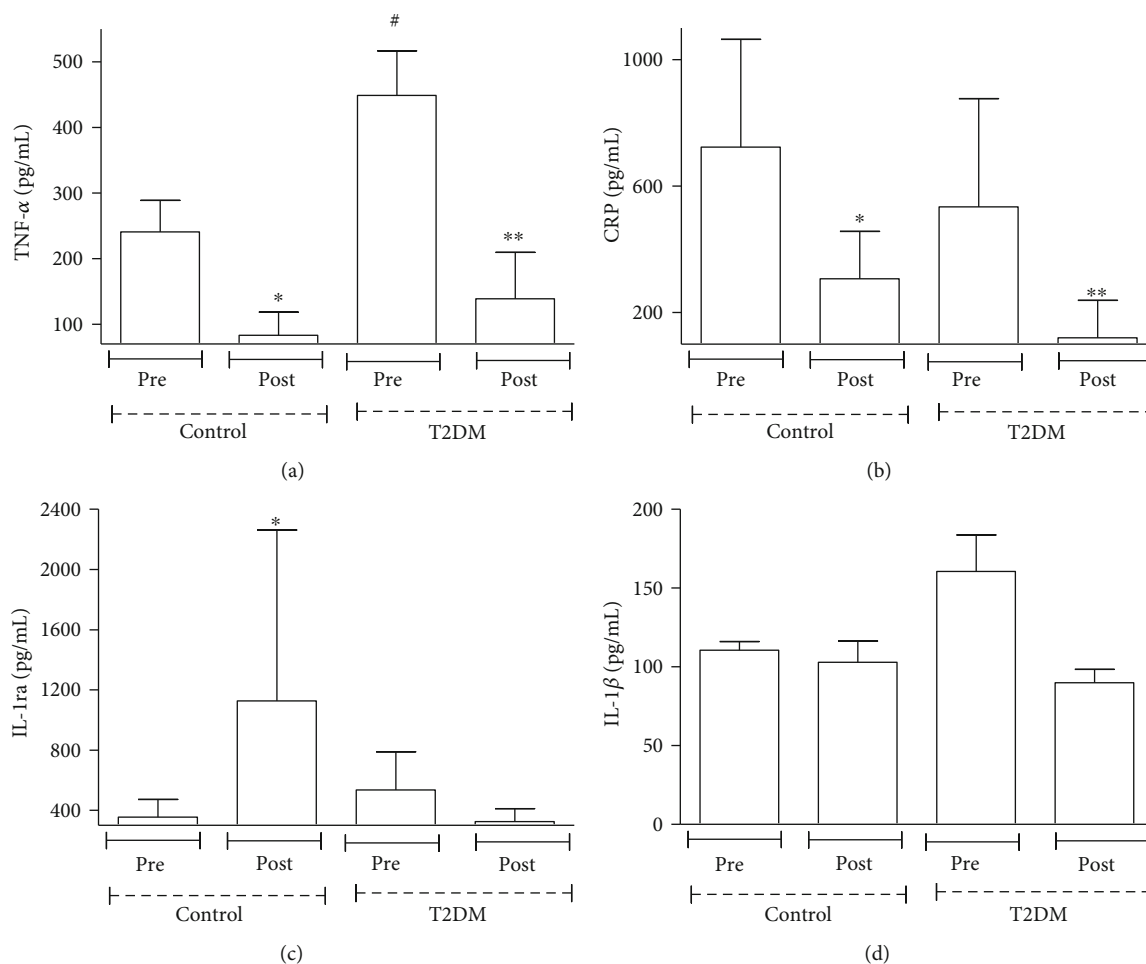 TNF-α (pg/mL)
500
400
300
200
100
#
*
**
Pre
Post
Pre
Post
Control
T2DM
(a)
CRP (pg/mL)
1000
600
200
*
**
Pre
Post
Pre
Post
Control
T2DM
(b)
IL-1ra (pg/mL)
2400
2000
1600
1200
800
400
*
Pre
Post
Pre
Post
Control
T2DM
(c)
IL-1β (pg/mL)
200
150
100
50
0
Pre
Post
Pre
Post
Control
T2DM
(d)